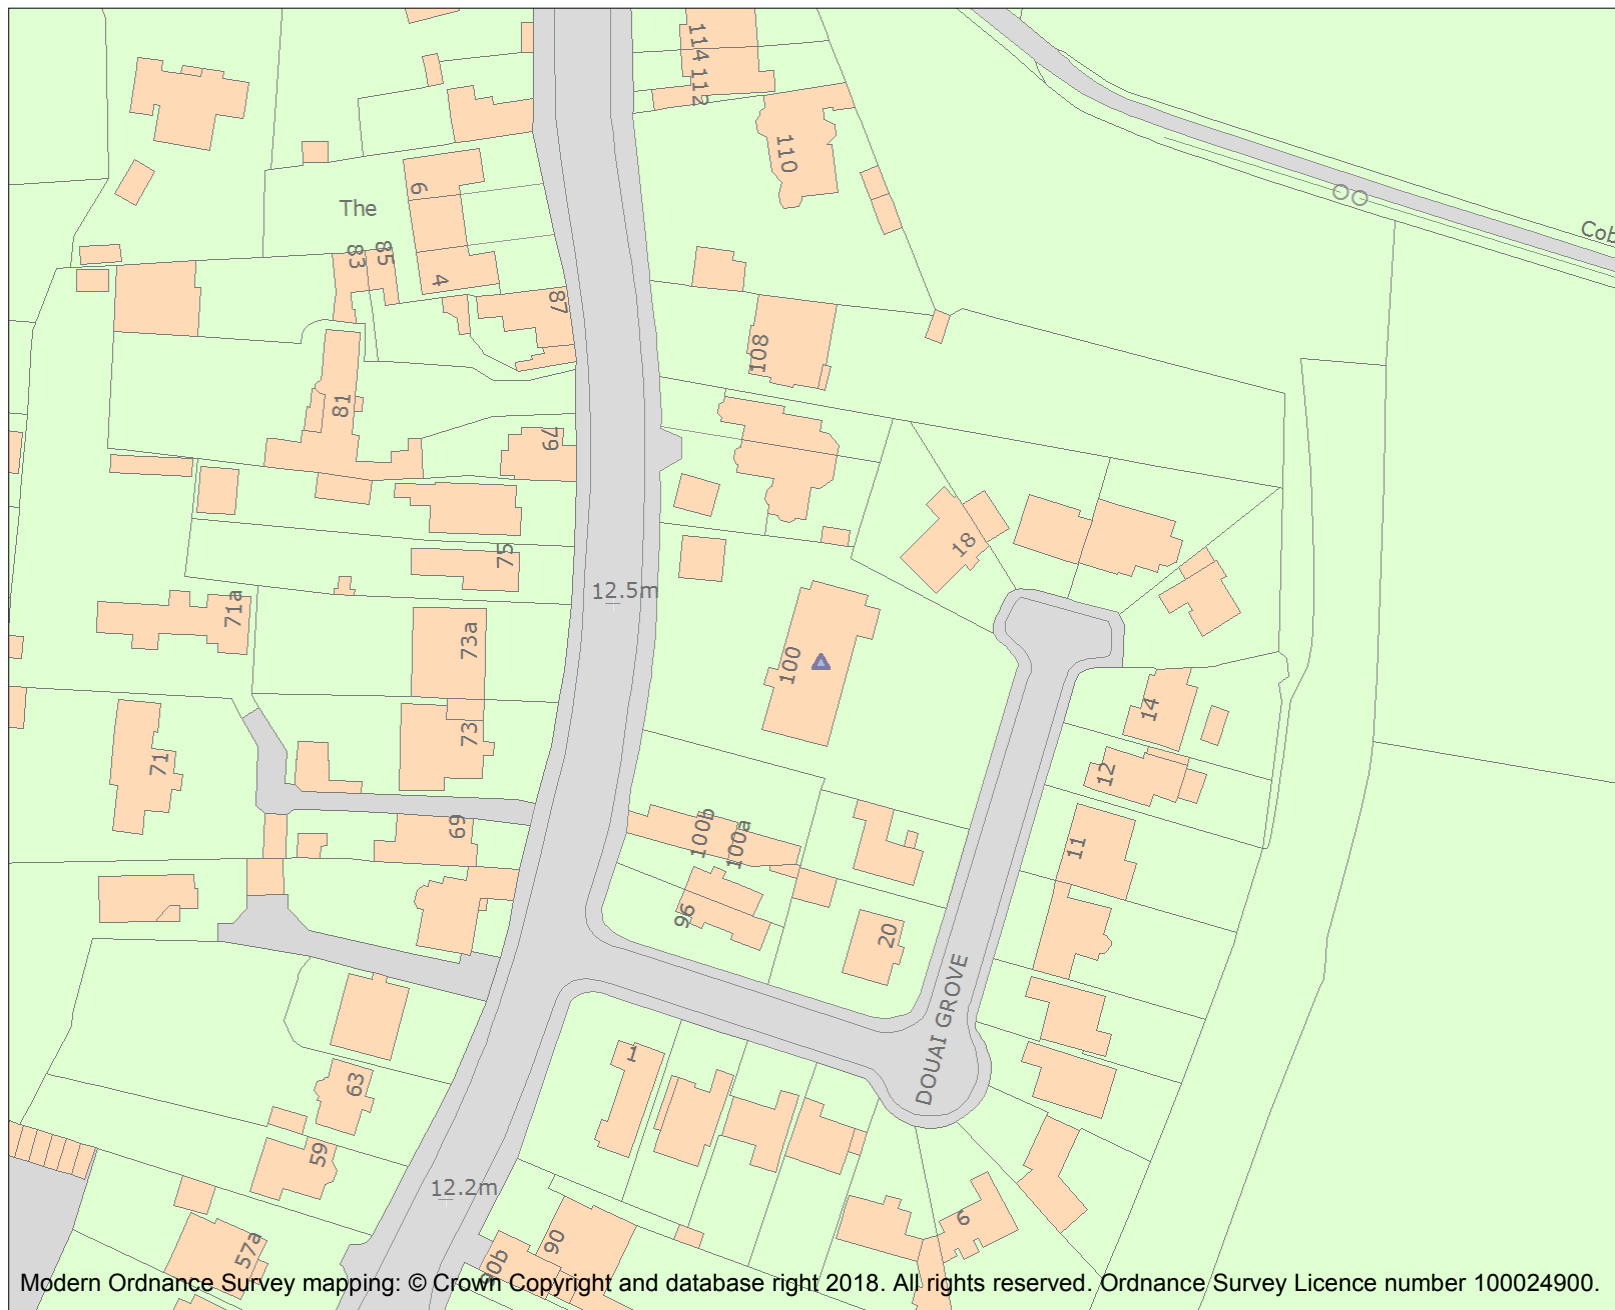 114
112
110
6
The
83
85
4
87
108
81
79
18
75
12.5m
71a
73a
100
14
73
71
12
69
100b
100a
11
96
20
DOUAI GROVE
1
63
59
12.2m
6
57a
90
90b
Cob
Modern Ordnance Survey mapping: © Crown Copyright and database right 2018. All rights reserved. Ordnance Survey Licence number 100024900.